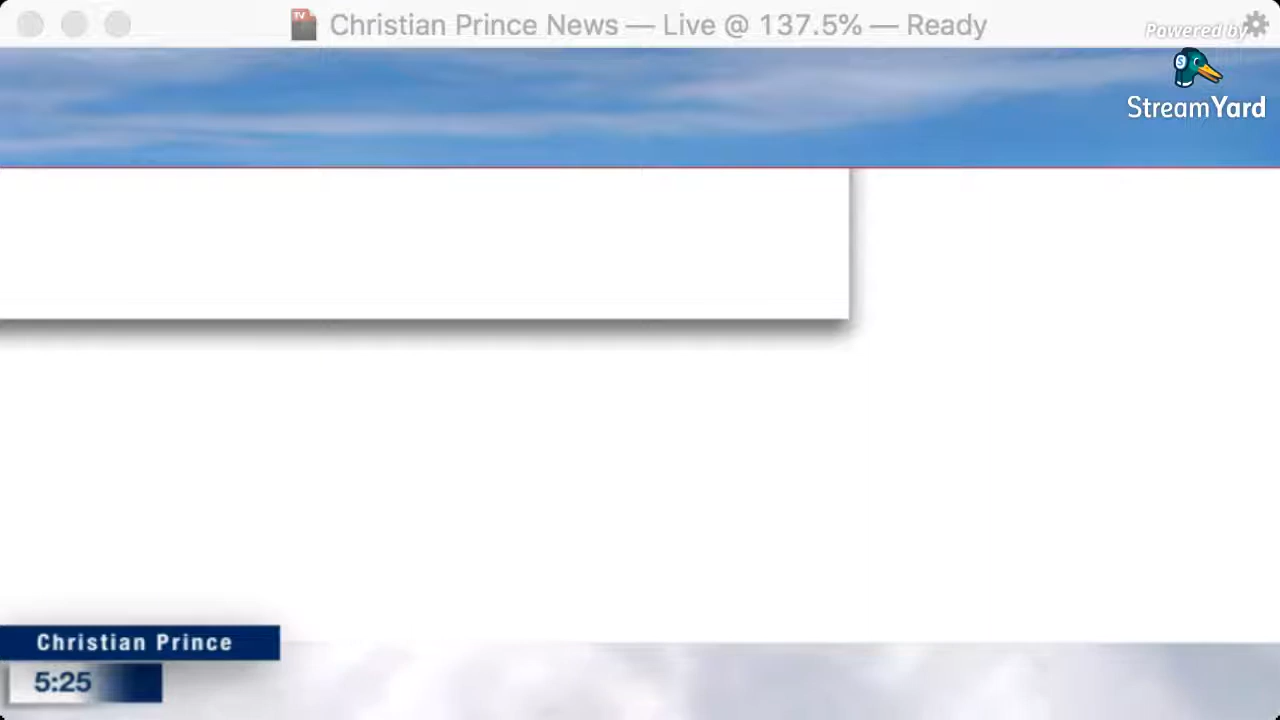 Christian Prince News — Live @ 137.5% — Ready
Powered by
StreamYard
Christian Prince
5:25